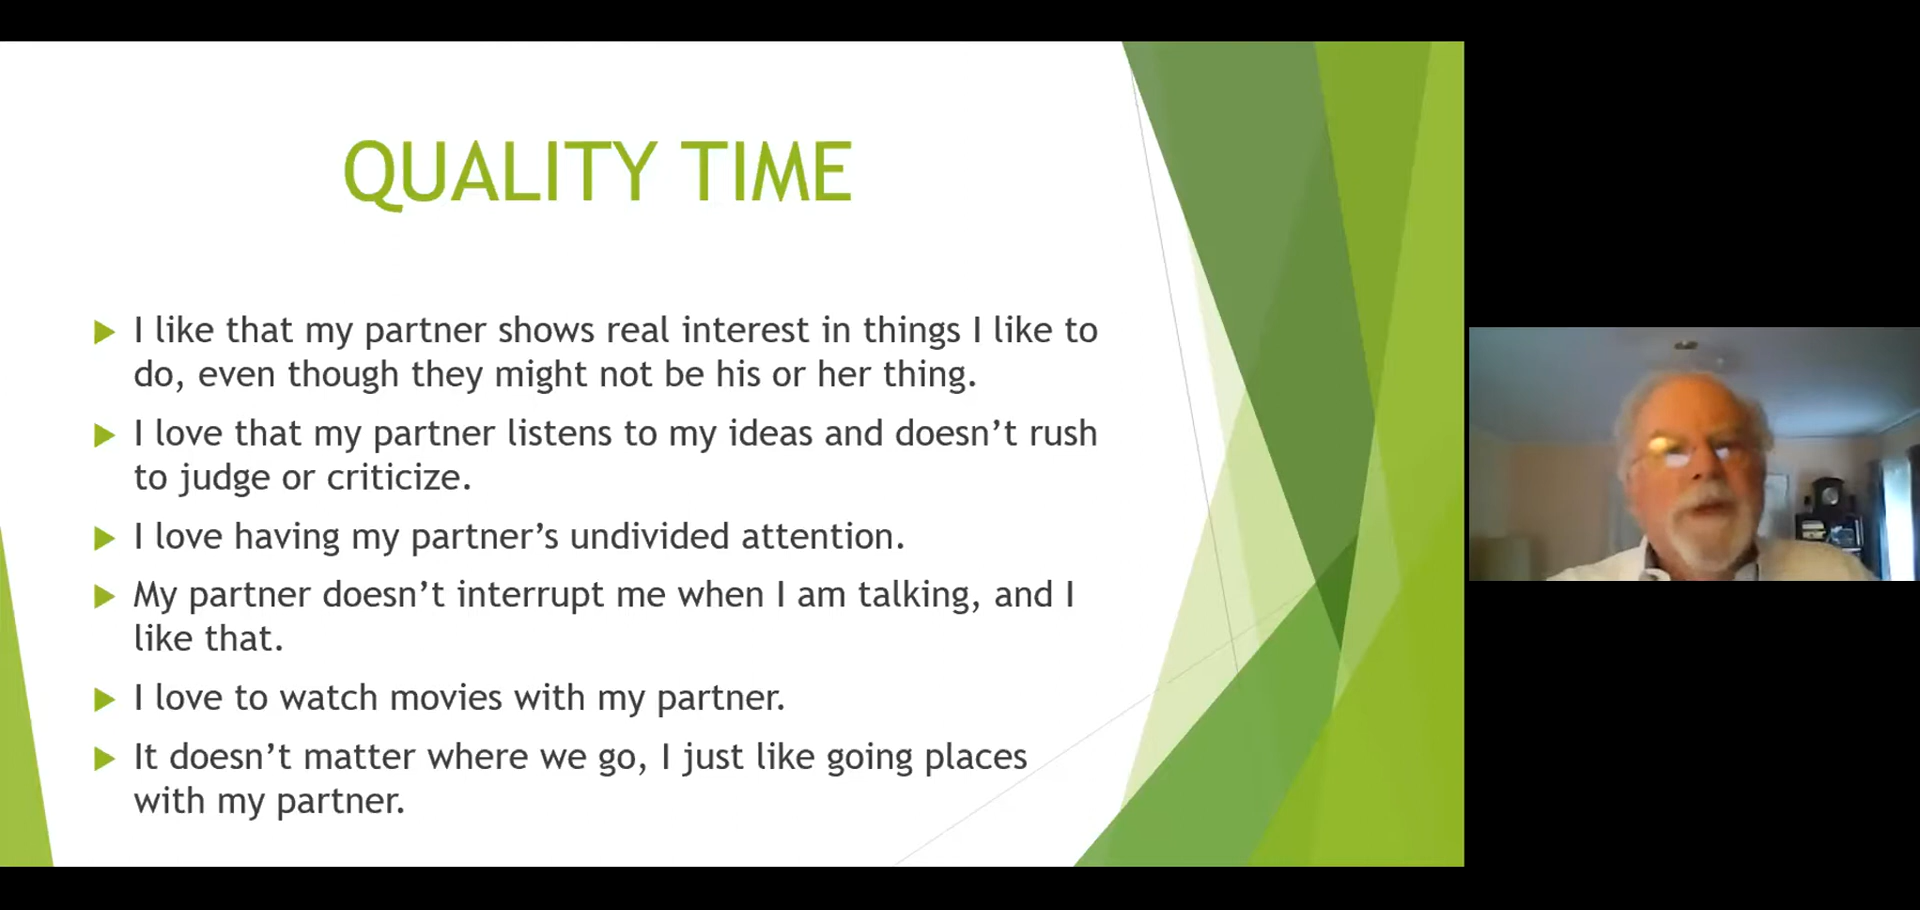 QUALITY TIME
I like that my partner shows real interest in things I like to
do, even though they might not be his or her thing.
I love that my partner listens to my ideas and doesn’t rush
to judge or criticize.
I love having my partner’s undivided attention.
My partner doesn’t interrupt me when I am talking, and I
like that.
I love to watch movies with my partner.
It doesn’t matter where we go, I just like going places
with my partner.